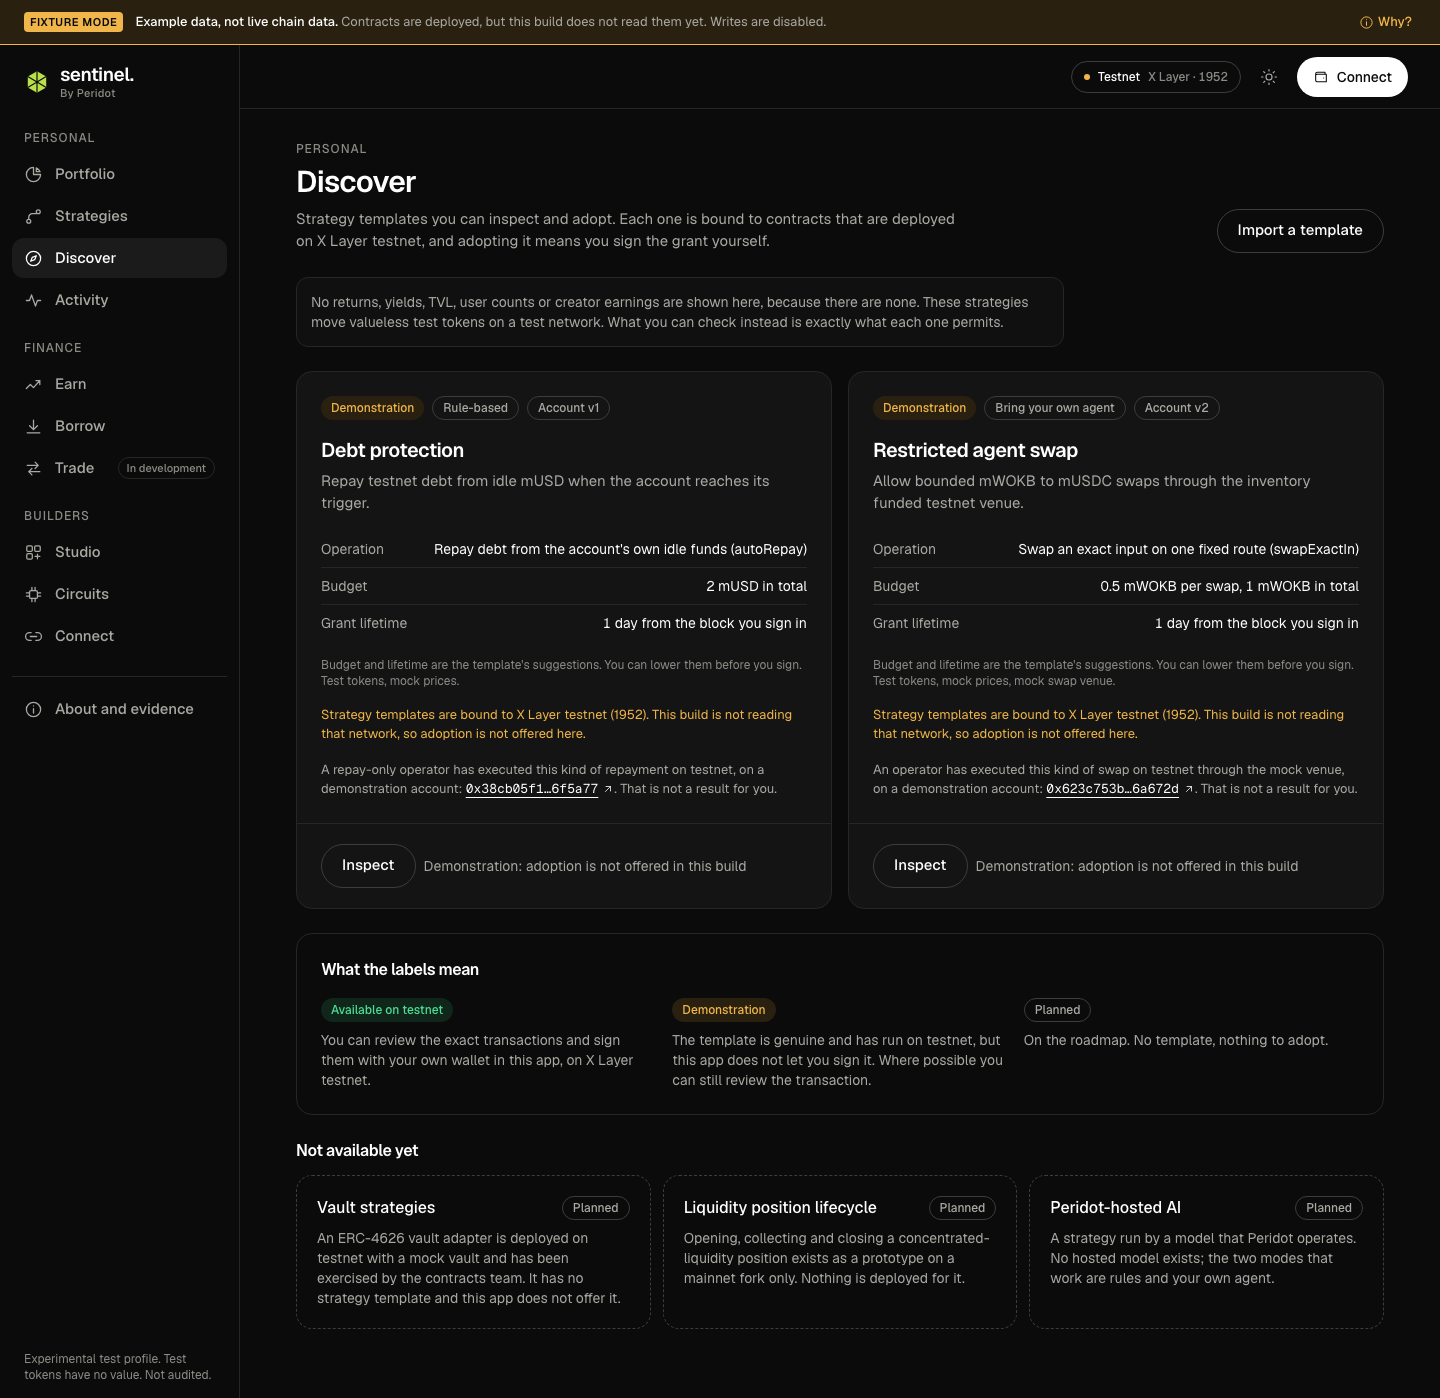 FIXTURE MODE Example data, not live chain data. Contracts are deployed, but this build does not read them yet. Writes are disabled. Why?
sentinel.
By Peridot
Testnet X Layer · 1952
Connect
PERSONAL
Portfolio
Strategies
Discover
Activity
FINANCE
Earn
Borrow
Trade In development
BUILDERS
Studio
Circuits
Connect
About and evidence
Experimental test profile. Test
tokens have no value. Not audited.
PERSONAL
Discover
Strategy templates you can inspect and adopt. Each one is bound to contracts that are deployed
on X Layer testnet, and adopting it means you sign the grant yourself.
Import a template
No returns, yields, TVL, user counts or creator earnings are shown here, because there are none. These strategies
move valueless test tokens on a test network. What you can check instead is exactly what each one permits.
Demonstration Rule-based Account v1
Debt protection
Repay testnet debt from idle mUSD when the account reaches its
trigger.
Operation Repay debt from the account's own idle funds (autoRepay)
Budget 2 mUSD in total
Grant lifetime 1 day from the block you sign in
Budget and lifetime are the template's suggestions. You can lower them before you sign.
Test tokens, mock prices.
Strategy templates are bound to X Layer testnet (1952). This build is not reading
that network, so adoption is not offered here.
A repay-only operator has executed this kind of repayment on testnet, on a
demonstration account: 0x38cb05f1…6f5a77 ↗. That is not a result for you.
Inspect Demonstration: adoption is not offered in this build
Demonstration Bring your own agent Account v2
Restricted agent swap
Allow bounded mWOKB to mUSDC swaps through the inventory
funded testnet venue.
Operation Swap an exact input on one fixed route (swapExactIn)
Budget 0.5 mWOKB per swap, 1 mWOKB in total
Grant lifetime 1 day from the block you sign in
Budget and lifetime are the template's suggestions. You can lower them before you sign.
Test tokens, mock prices, mock swap venue.
Strategy templates are bound to X Layer testnet (1952). This build is not reading
that network, so adoption is not offered here.
An operator has executed this kind of swap on testnet through the mock venue,
on a demonstration account: 0x623c753b…6a672d ↗. That is not a result for you.
Inspect Demonstration: adoption is not offered in this build
What the labels mean
Available on testnet
You can review the exact transactions and sign
them with your own wallet in this app, on X Layer
testnet.
Demonstration
The template is genuine and has run on testnet, but
this app does not let you sign it. Where possible you
can still review the transaction.
Planned
On the roadmap. No template, nothing to adopt.
Not available yet
Vault strategies Planned
An ERC-4626 vault adapter is deployed on
testnet with a mock vault and has been
exercised by the contracts team. It has no
strategy template and this app does not offer it.
Liquidity position lifecycle Planned
Opening, collecting and closing a concentrated-
liquidity position exists as a prototype on a
mainnet fork only. Nothing is deployed for it.
Peridot-hosted AI Planned
A strategy run by a model that Peridot operates.
No hosted model exists; the two modes that
work are rules and your own agent.